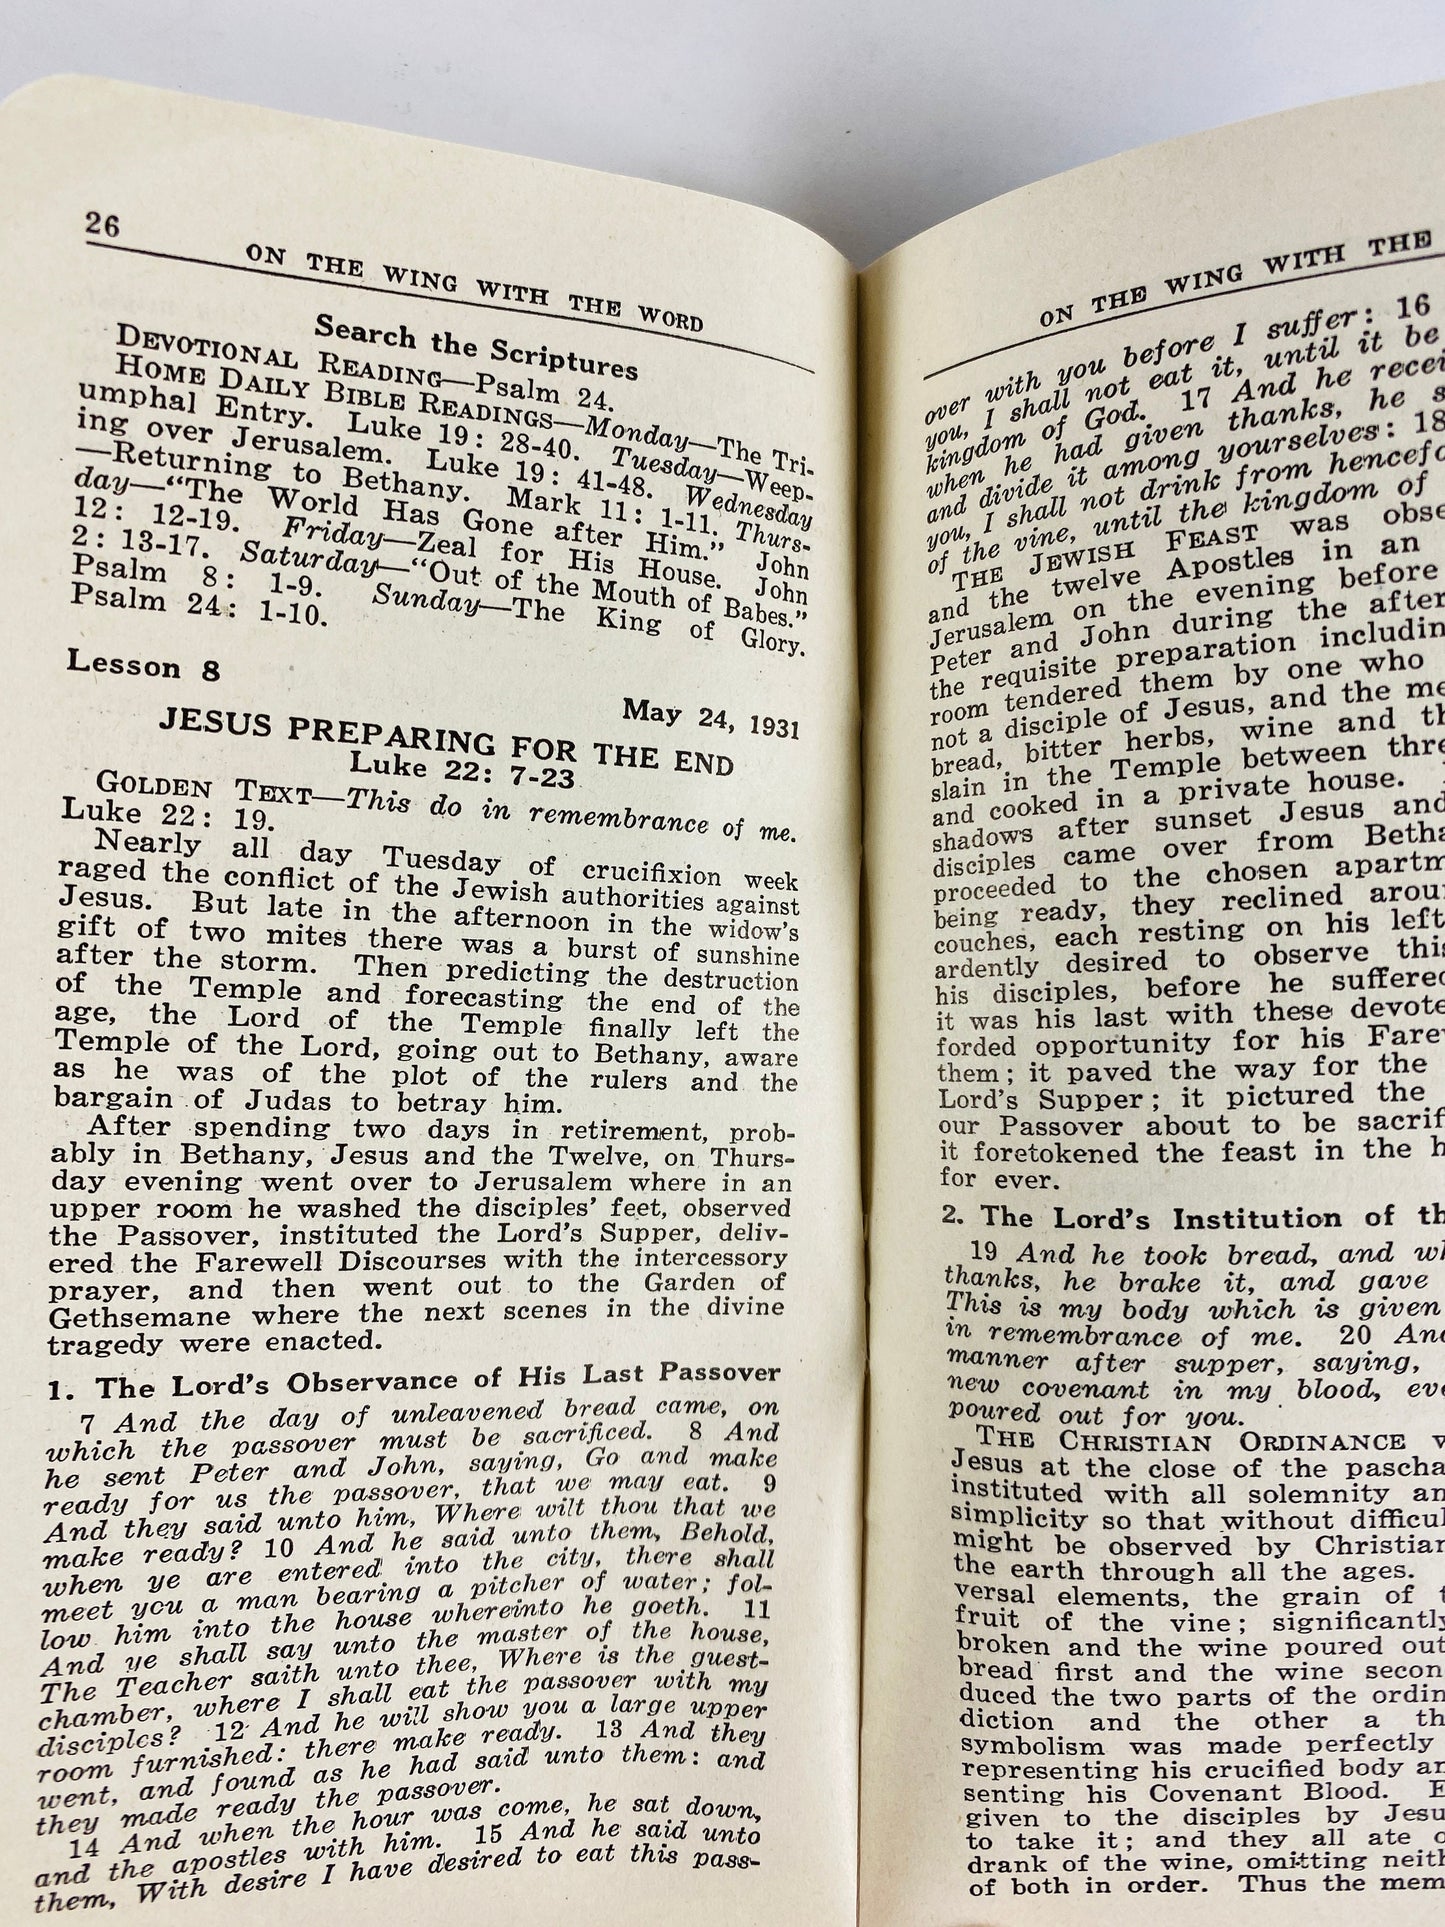 26
ON THE WING WITH THE WORD
Search the Scriptures
DEVOTIONAL READING—Psalm 24.
HOME DAILY BIBLE READINGS—Monday—The Tri-
umphal Entry. Luke 19: 28-40. Tuesday—Weep-
ing over Jerusalem. Luke 19: 41-48. Wednesday
—Returning to Bethany. Mark 11: 1-11. Thurs-
day—“The World Has Gone after Him.” John
12: 12-19. Friday—Zeal for His House. John
2: 13-17. Saturday—“Out of the Mouth of Babes.”
Psalm 8: 1-9. Sunday—The King of Glory.
Psalm 24: 1-10.
Lesson 8
May 24, 1931
JESUS PREPARING FOR THE END
Luke 22: 7-23
GOLDEN TEXT—This do in remembrance of me.
Luke 22: 19.
Nearly all day Tuesday of crucifixion week
raged the conflict of the Jewish authorities against
Jesus. But late in the afternoon in the widow's
gift of two mites there was a burst of sunshine
after the storm. Then predicting the destruction
of the Temple and forecasting the end of the
age, the Lord of the Temple finally left the
Temple of the Lord, going out to Bethany, aware
as he was of the plot of the rulers and the
bargain of Judas to betray him.
After spending two days in retirement, prob-
ably in Bethany, Jesus and the Twelve, on Thurs-
day evening went over to Jerusalem where in an
upper room he washed the disciples' feet, observed
the Passover, instituted the Lord's Supper, deliv-
ered the Farewell Discourses with the intercessory
prayer, and then went out to the Garden of
Gethsemane where the next scenes in the divine
tragedy were enacted.
1. The Lord's Observance of His Last Passover
7 And the day of unleavened bread came, on
which the passover must be sacrificed. 8 And
he sent Peter and John, saying, Go and make
ready for us the passover, that we may eat. 9
And they said unto him, Where wilt thou that we
make ready? 10 And he said unto them, Behold,
when ye are entered into the city, there shall
meet you a man bearing a pitcher of water; fol-
low him into the house whereinto he goeth. 11
And ye shall say unto the master of the house,
The Teacher saith unto thee, Where is the guest-
chamber, where I shall eat the passover with my
disciples? 12 And he will show you a large upper
room furnished: there make ready. 13 And they
went, and found as he had said unto them: and
they made ready the passover.
14 And when the hour was come, he sat down,
and the apostles with him. 15 And he said unto
them, With desire I have desired to eat this pass-
ON THE WING WITH THE
over with you before I suffer: 16
you, I shall not eat it, until it be
kingdom of God. 17 And he recei
when he had given thanks, he s
and divide it among yourselves: 18
you, I shall not drink from hencefo
of the vine, until the kingdom of
THE JEWISH FEAST was obse
and the twelve Apostles in an
Jerusalem on the evening before
Peter and John during the after
the requisite preparation includin
room tendered them by one who
not a disciple of Jesus, and the me
bread, bitter herbs, wine and th
slain in the Temple between thre
and cooked in a private house.
shadows after sunset Jesus and
disciples came over from Betha
proceeded to the chosen apartm
being ready, they reclined arou
couches, each resting on his left
ardently desired to observe this
his disciples, before he suffered
it was his last with these devote
forded opportunity for his Fare
them; it paved the way for the
Lord's Supper; it pictured the
our Passover about to be sacrif
it foretokened the feast in the h
for ever.
2. The Lord's Institution of th
19 And he took bread, and wh
thanks, he brake it, and gave
This is my body which is given
in remembrance of me. 20 And
manner after supper, saying,
new covenant in my blood, eve
poured out for you.
THE CHRISTIAN ORDINANCE w
Jesus at the close of the pascha
instituted with all solemnity an
simplicity so that without difficul
might be observed by Christian
the earth through all the ages.
versal elements, the grain of t
fruit of the vine; significantly
broken and the wine poured out
bread first and the wine secon
duced the two parts of the ordin
diction and the other a th
symbolism was made perfectly
representing his crucified body an
senting his Covenant Blood. E
given to the disciples by Jesu
to take it; and they all ate o
drank of the wine, omitting neith
of both in order. Thus the mem